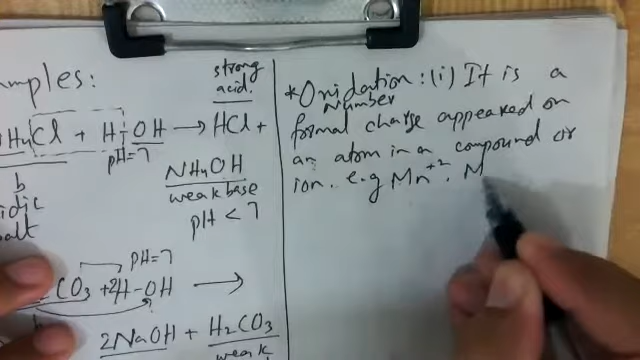 amples:
strong
acid.
H4Cl + H-OH → HCl +
pH=7
b
NH4OH
weak base
pH < 7
idic
alt
pH=7
CO3 +2H-OH →
2NaOH + H2CO3
weak
*Oxidation: (i) It is a
Number
formal charge appeared on
an atom in a compound or
ion. e.g Mn+2. M